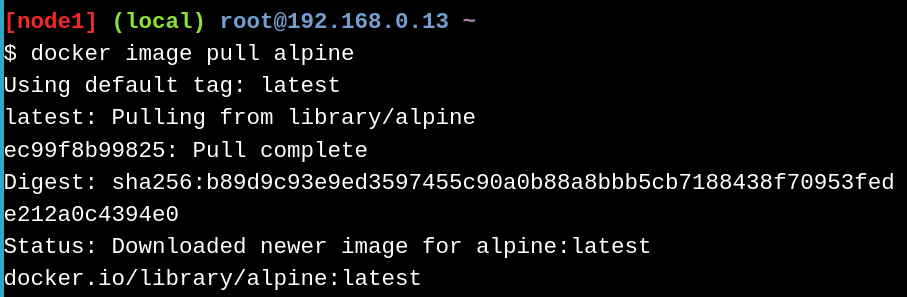 [node1] (local) root@192.168.0.13 ~
$ docker image pull alpine
Using default tag: latest
latest: Pulling from library/alpine
ec99f8b99825: Pull complete
Digest: sha256:b89d9c93e9ed3597455c90a0b88a8bbb5cb7188438f70953fed
e212a0c4394e0
Status: Downloaded newer image for alpine:latest
docker.io/library/alpine:latest